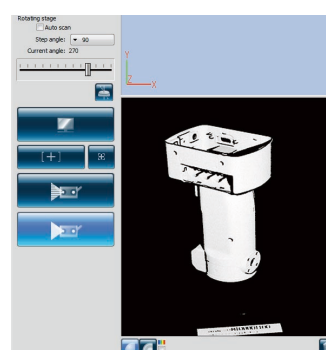 Rotating stage
Auto scan
Step angle: 90
Current angle: 270
Y
Z
X
[+]